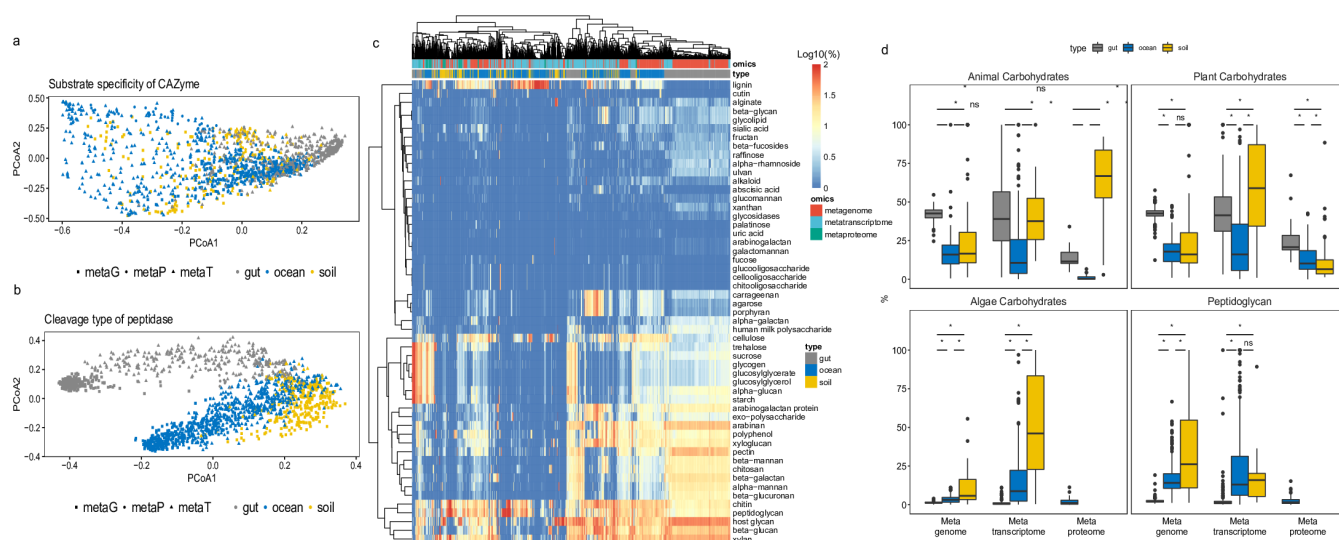 a
Substrate specificity of CAZyme
0.50
0.25
0.00
-0.25
-0.50
PCoA2
-0.6
-0.4
-0.2
0.0
0.2
PCoA1
metaG
metaP
metaT
gut
ocean
soil
b
Cleavage type of peptidase
0.4
0.2
0.0
-0.2
-0.4
PCoA2
-0.4
-0.2
0.0
0.2
0.4
PCoA1
metaG
metaP
metaT
gut
ocean
soil
c
omics
type
lignin
cutin
alginate
beta-glycan
glycolipid
sialic acid
fructan
beta-fucosides
raffinose
alpha-rhamnoside
ulvan
alkaloid
abscisic acid
glucomannan
xanthan
glycosidases
palatinose
uric acid
arabinogalactan
galactomannan
fucose
glucooligosaccharide
cellooligosaccharide
chitooligosaccharide
carrageenan
agarose
porphyran
alpha-galactan
human milk polysaccharide
cellulose
trehalose
sucrose
glycogen
glucosylglycerate
glucosylglycerol
alpha-glucan
starch
arabinogalactan protein
exo-polysaccharide
arabinan
polyphenol
xyloglucan
pectin
beta-mannan
chitosan
beta-galactan
alpha-mannan
beta-glucuronan
chitin
peptidoglycan
host glycan
beta-glucan
xylan
Log10(%)
2
1.5
1
0.5
0
omics
metagenome
metatranscriptome
metaproteome
type
gut
ocean
soil
d
type
gut
ocean
soil
Animal Carbohydrates
Plant Carbohydrates
100
75
50
25
0
* ns
*
ns
*
* *
*
* ns
*
* *
*
* *
%
Algae Carbohydrates
Peptidoglycan
100
75
50
25
0
*
* *
*
* *
*
* *
*
* ns
Meta
genome
Meta
transcriptome
Meta
proteome
Meta
genome
Meta
transcriptome
Meta
proteome